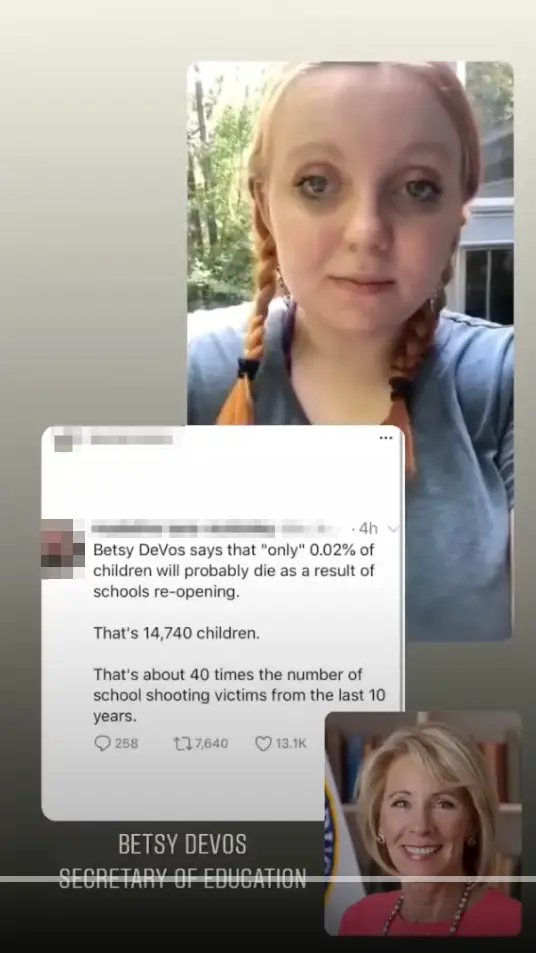 · 4h
Betsy DeVos says that "only" 0.02% of
children will probably die as a result of
schools re-opening.
That's 14,740 children.
That's about 40 times the number of
school shooting victims from the last 10
years.
258 7,640 13.1K
BETSY DEVOS
SECRETARY OF EDUCATION